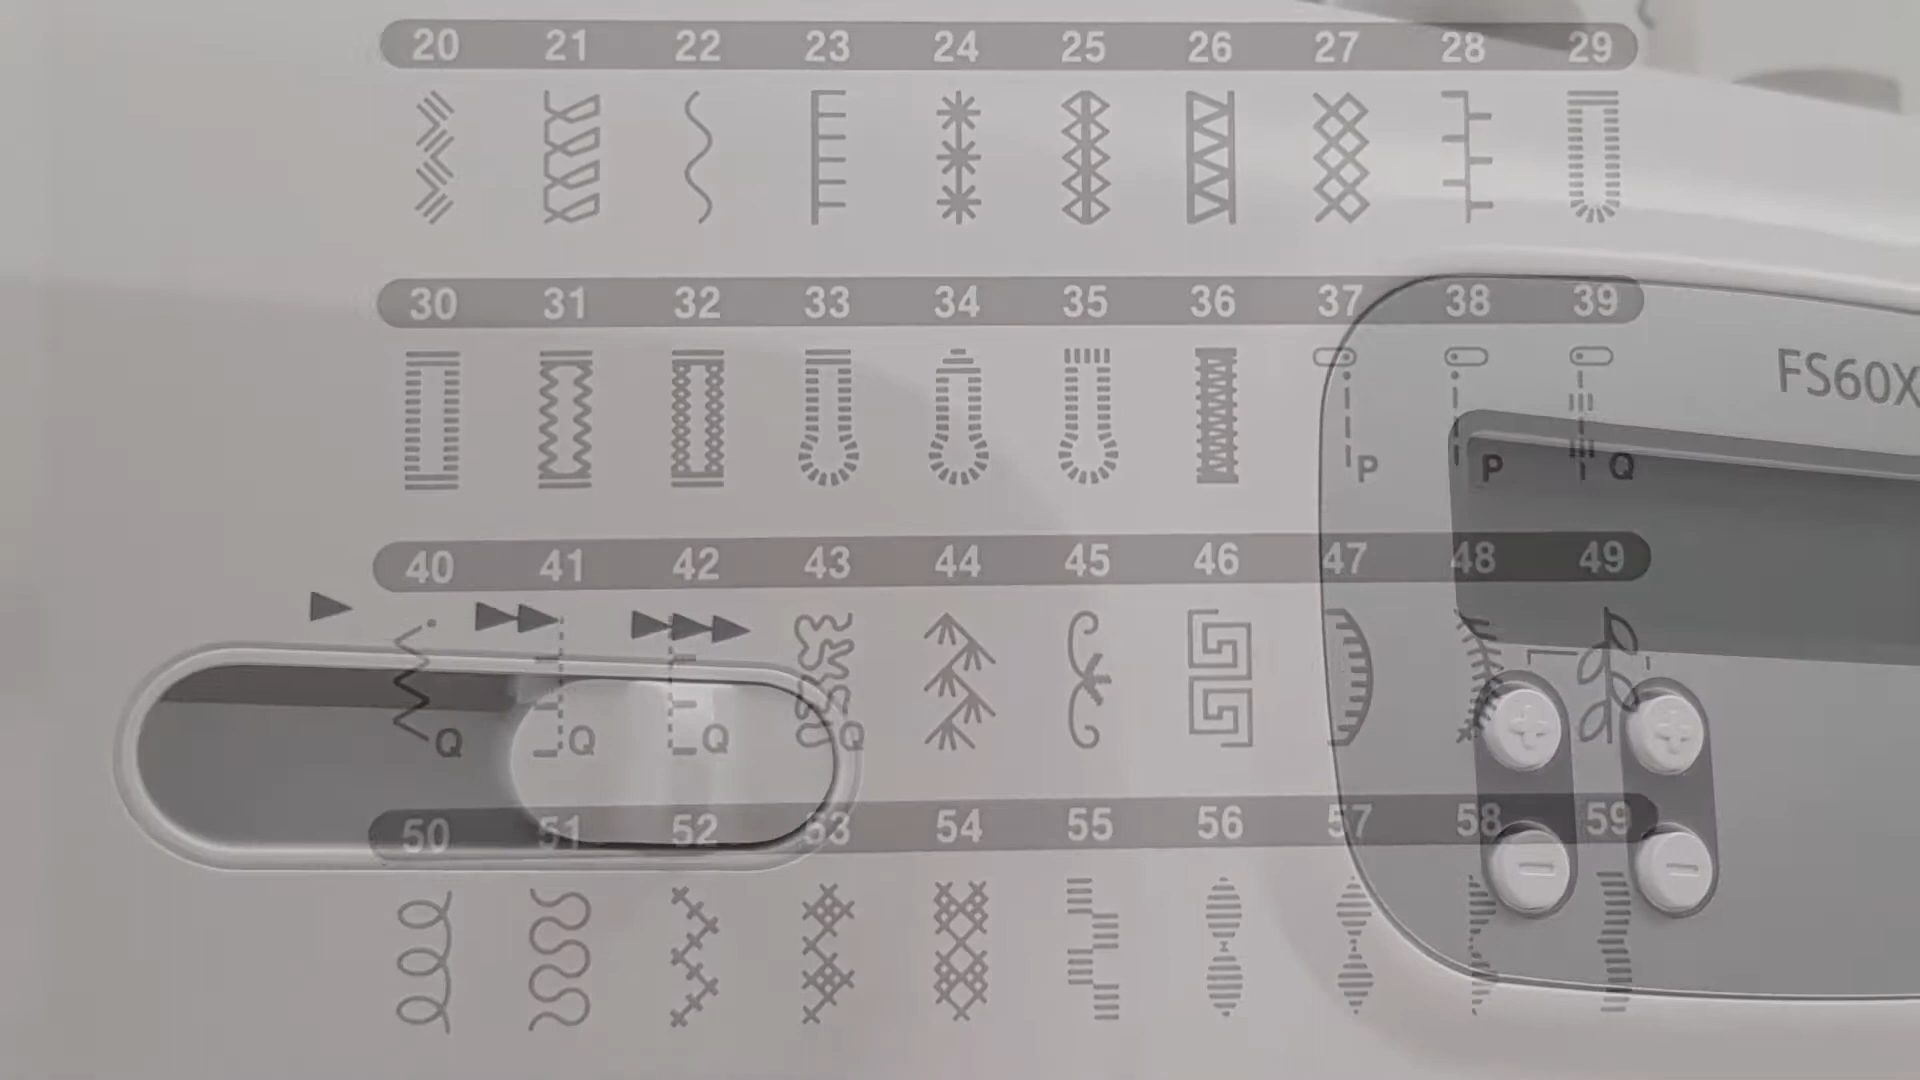 20 21 22 23 24 25 26 27 28 29
30 31 32 33 34 35 36 37 38 39
FS60X
P P Q
40 41 42 43 44 45 46 47 48 49
Q Q Q Q
50 51 52 53 54 55 56 57 58 59